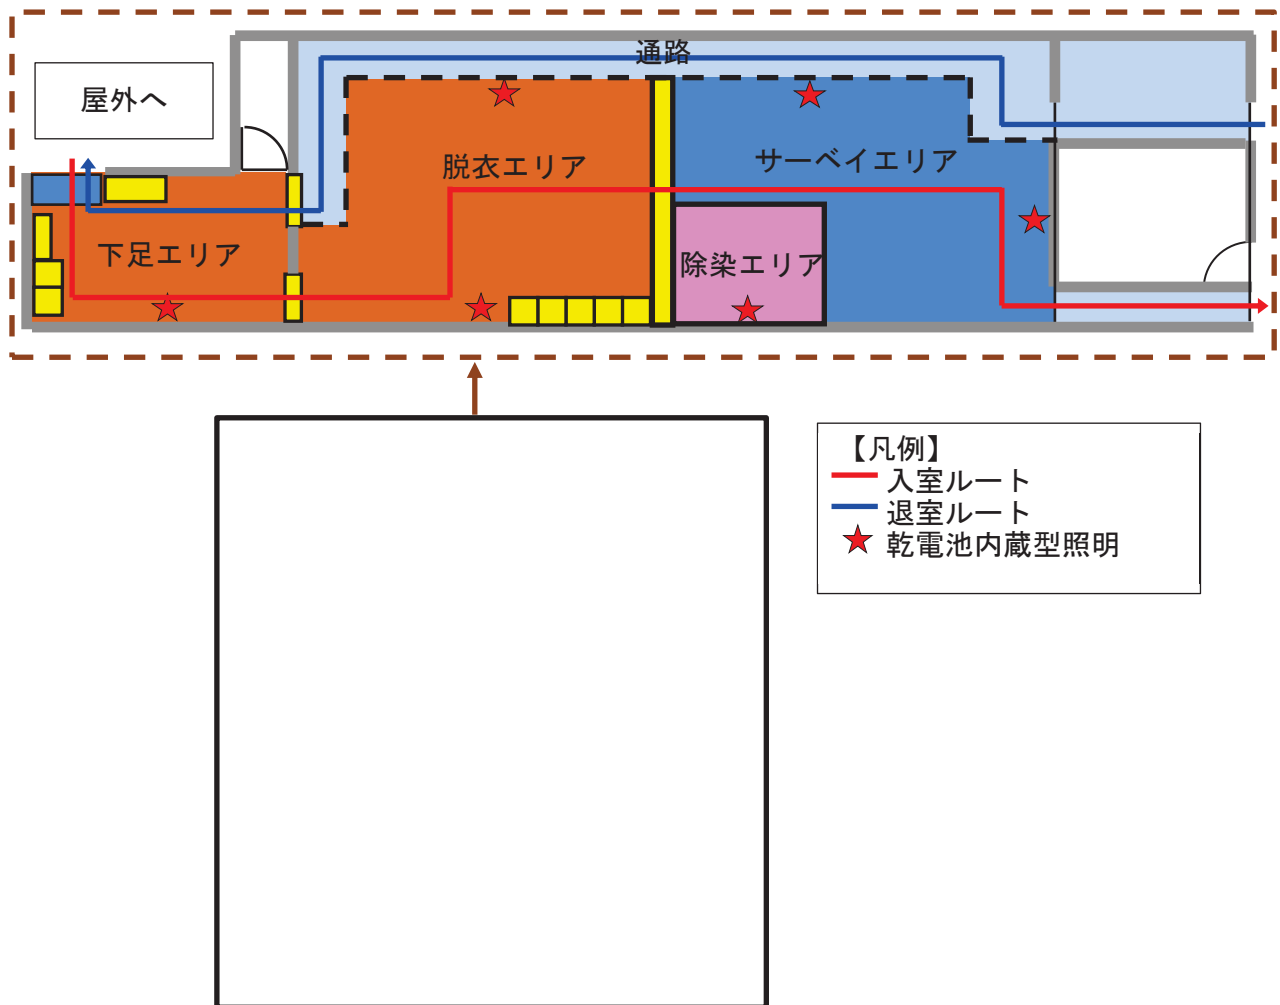 通路
屋外へ
脱衣エリア
サーベイエリア
下足エリア
除染エリア
【凡例】
入室ルート
退室ルート
乾電池内蔵型照明